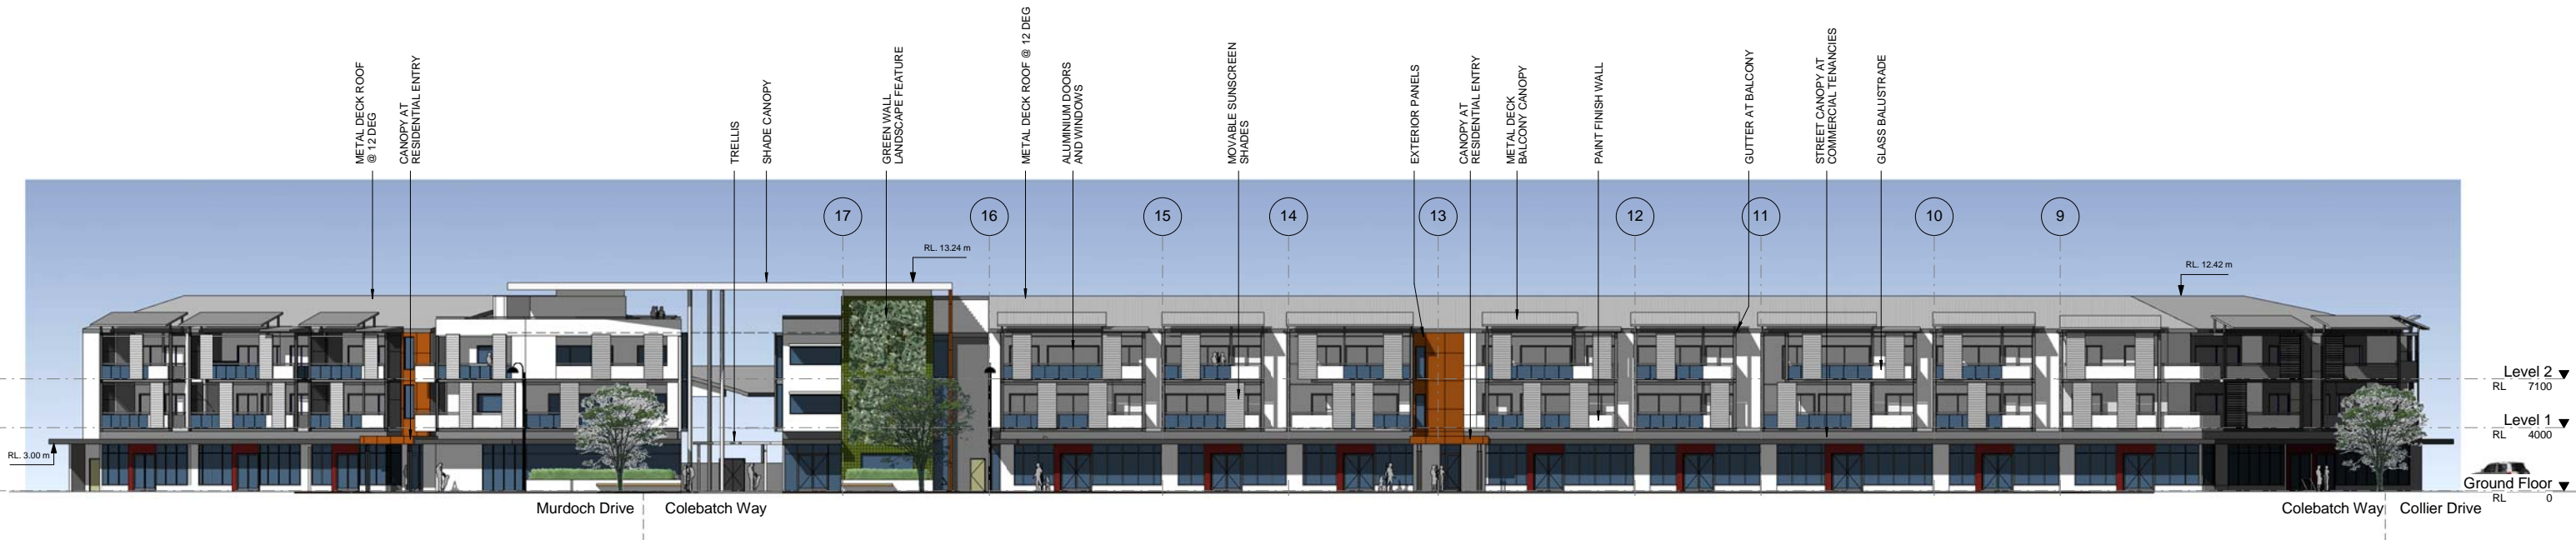 METAL DECK ROOF
@ 12 DEG
CANOPY AT
RESIDENTIAL ENTRY
TRELLIS
SHADE CANOPY
GREEN WALL
LANDSCAPE FEATURE
METAL DECK ROOF @ 12 DEG
ALUMINIUM DOORS
AND WINDOWS
MOVABLE SUNSCREEN
SHADES
EXTERIOR PANELS
CANOPY AT
RESIDENTIAL ENTRY
METAL DECK
BALCONY CANOPY
PAINT FINISH WALL
GUTTER AT BALCONY
STREET CANOPY AT
COMMERCIAL TENANCIES
GLASS BALUSTRADE
17
16
15
14
13
12
11
10
9
RL. 13.24 m
RL. 12.42 m
Level 2
RL 7100
Level 1
RL 4000
RL. 3.00 m
Ground Floor
RL 0
Murdoch Drive
Colebatch Way
Colebatch Way
Collier Drive